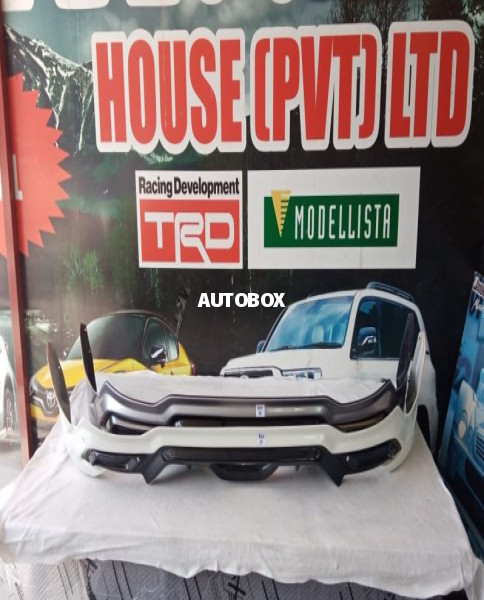 HOUSE (PVT) LTD
Racing Development
TRD
MODELLISTA
AUTOBOX